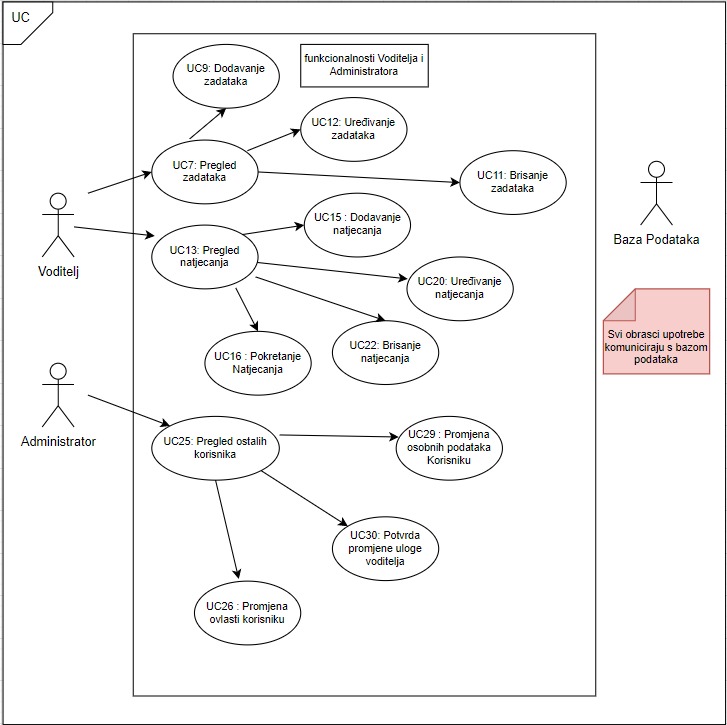 UC
UC9: Dodavanje
zadataka
funkcionalnosti Voditelja i
Administratora
UC12: Uređivanje
zadataka
UC7: Pregled
zadataka
UC11: Brisanje
zadataka
Voditelj
Baza Podataka
UC15 : Dodavanje
natjecanja
UC13: Pregled
natjecanja
UC20: Uređivanje
natjecanja
UC16 : Pokretanje
Natjecanja
UC22: Brisanje
natjecanja
Svi obrasci upotrebe
komuniciraju s bazom
podataka
Administrator
UC25: Pregled ostalih
korisnika
UC29 : Promjena
osobnih podataka
Korisniku
UC30: Potvrda
promjene uloge
voditelja
UC26 : Promjena
ovlasti korisniku